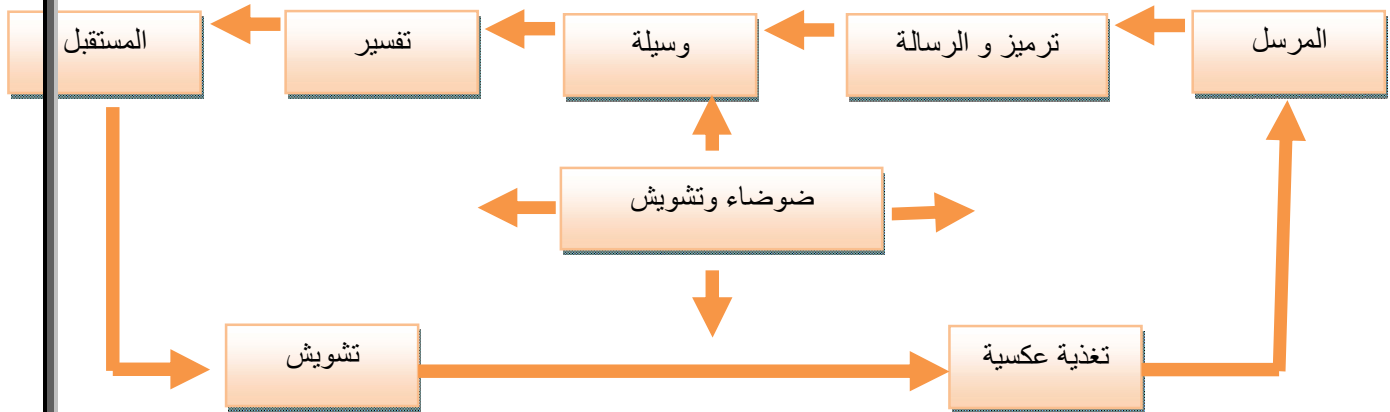 المرسل
ترميز و الرسالة
وسيلة
تفسير
المستقبل
ضوضاء وتشويش
تغذية عكسية
تشويش